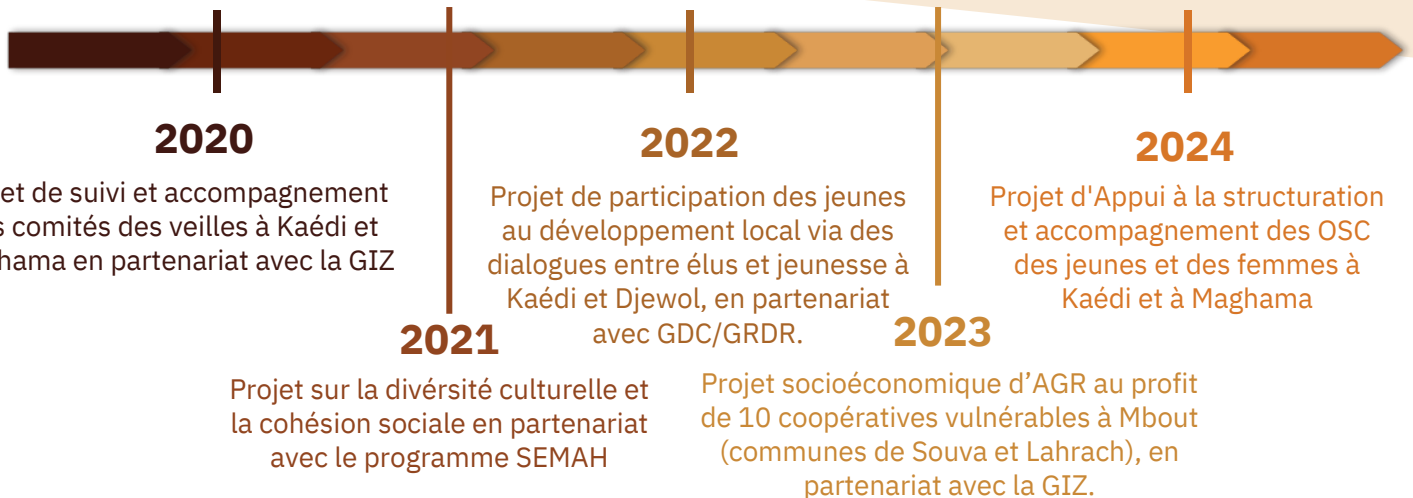 2020
et de suivi et accompagnement
s comités des veilles à Kaédi et
hama en partenariat avec la GIZ
2021
Projet sur la divérsité culturelle et
la cohésion sociale en partenariat
avec le programme SEMAH
2022
Projet de participation des jeunes
au développement local via des
dialogues entre élus et jeunesse à
Kaédi et Djewol, en partenariat
avec GDC/GRDR.
2023
Projet socioéconomique d’AGR au profit
de 10 coopératives vulnérables à Mbout
(communes de Souva et Lahrach), en
partenariat avec la GIZ.
2024
Projet d'Appui à la structuration
et accompagnement des OSC
des jeunes et des femmes à
Kaédi et à Maghama